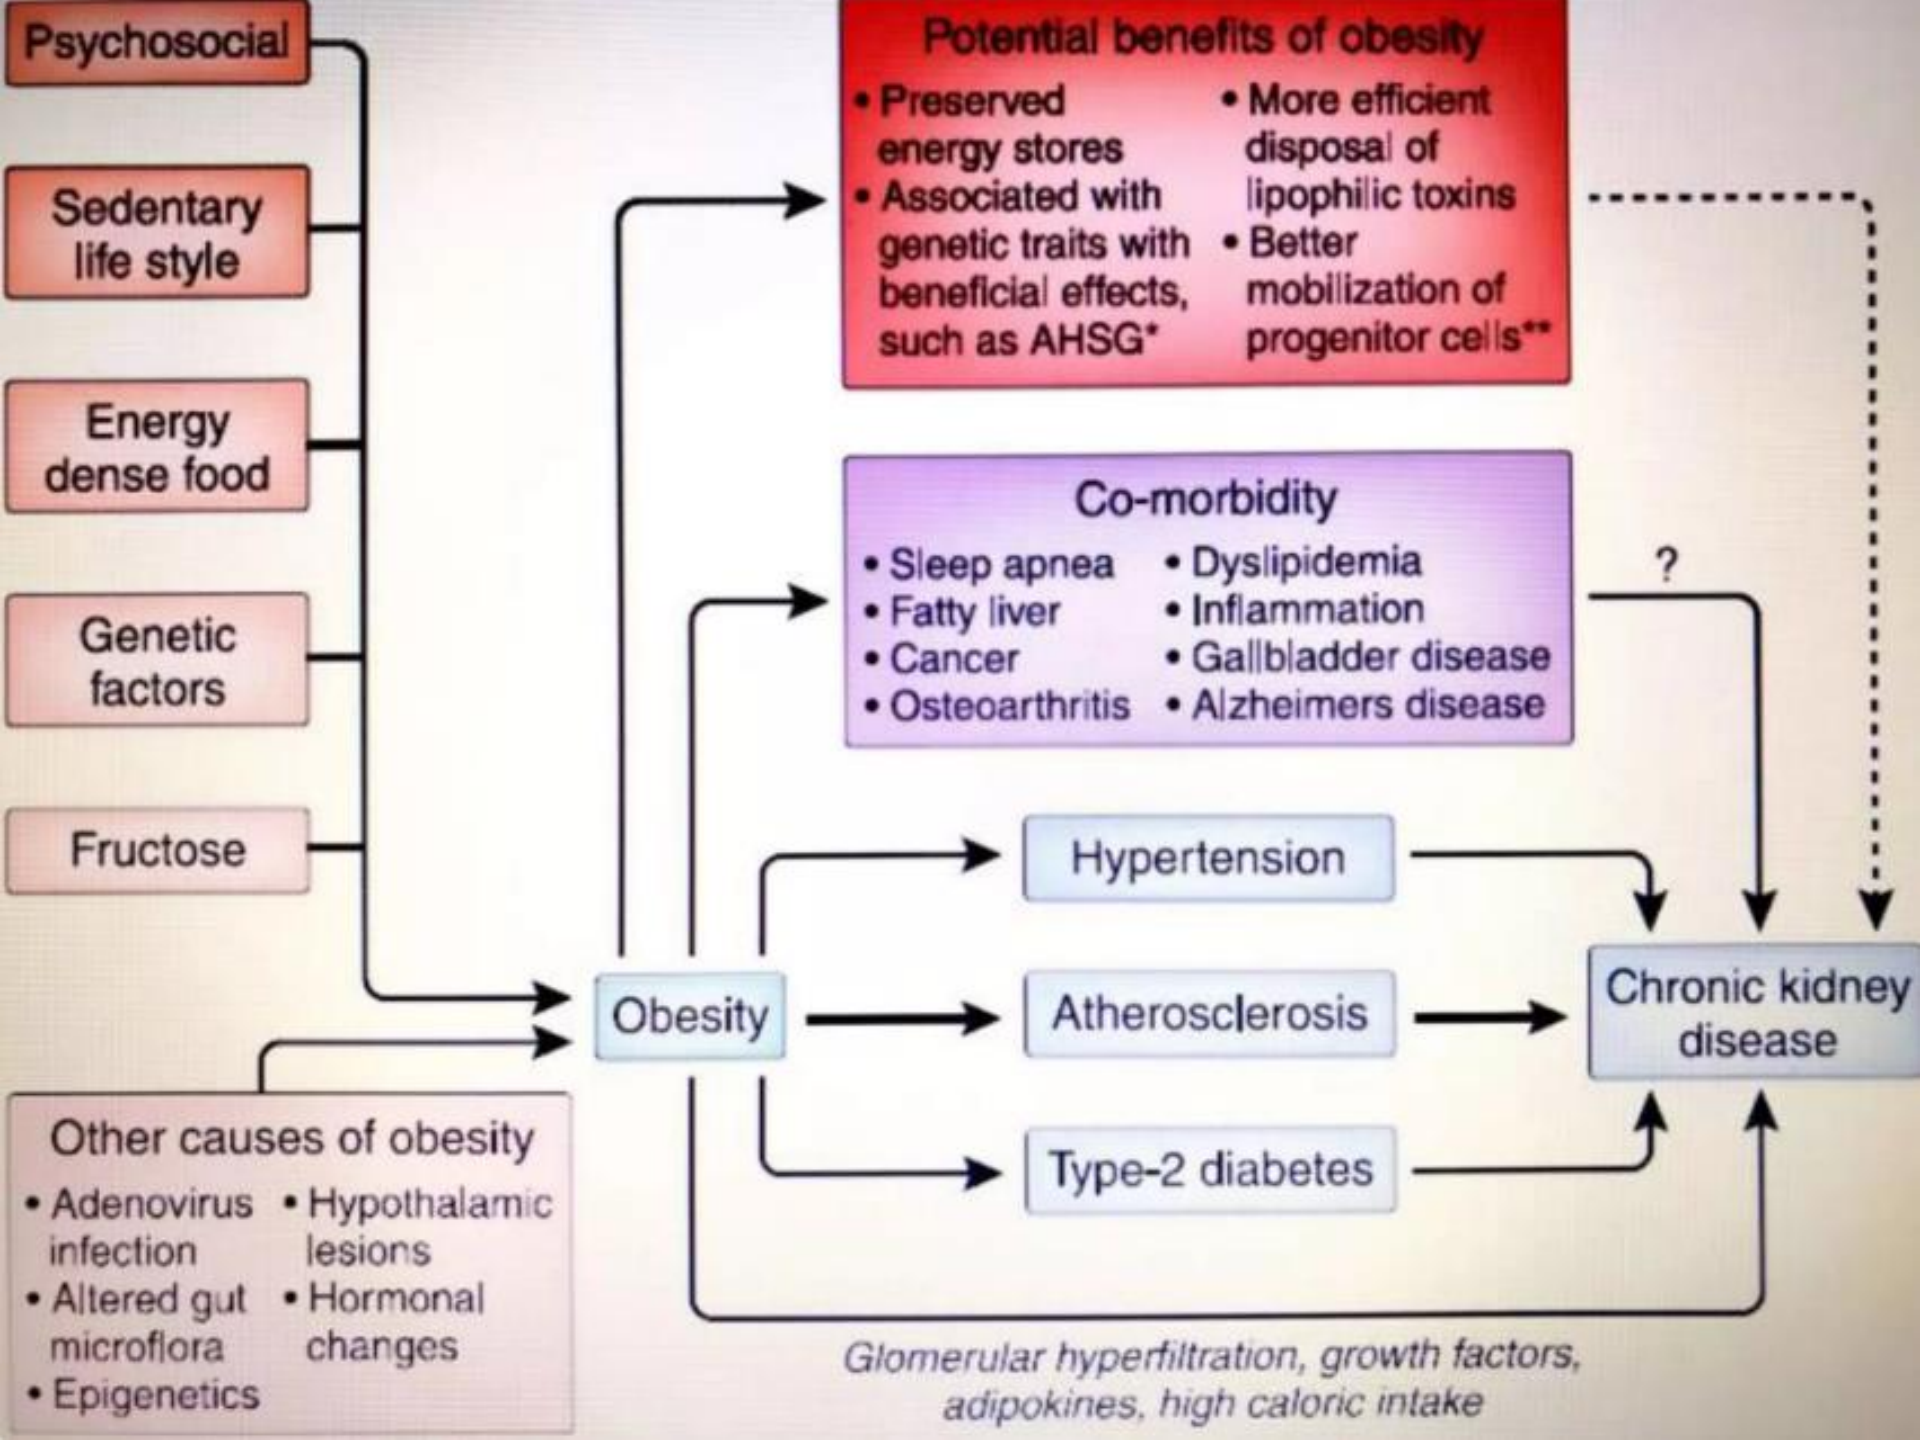 Psychosocial
Sedentary
life style
Energy
dense food
Genetic
factors
Fructose
Other causes of obesity
• Adenovirus
infection
• Altered gut
microflora
• Epigenetics
• Hypothalamic
lesions
• Hormonal
changes
Obesity
Potential benefits of obesity
• Preserved
energy stores
• Associated with
genetic traits with
beneficial effects,
such as AHSG*
• More efficient
disposal of
lipophilic toxins
• Better
mobilization of
progenitor cells**
Co-morbidity
• Sleep apnea
• Fatty liver
• Cancer
• Osteoarthritis
• Dyslipidemia
• Inflammation
• Gallbladder disease
• Alzheimers disease
?
Hypertension
Atherosclerosis
Type-2 diabetes
Chronic kidney
disease
Glomerular hyperfiltration, growth factors,
adipokines, high caloric intake